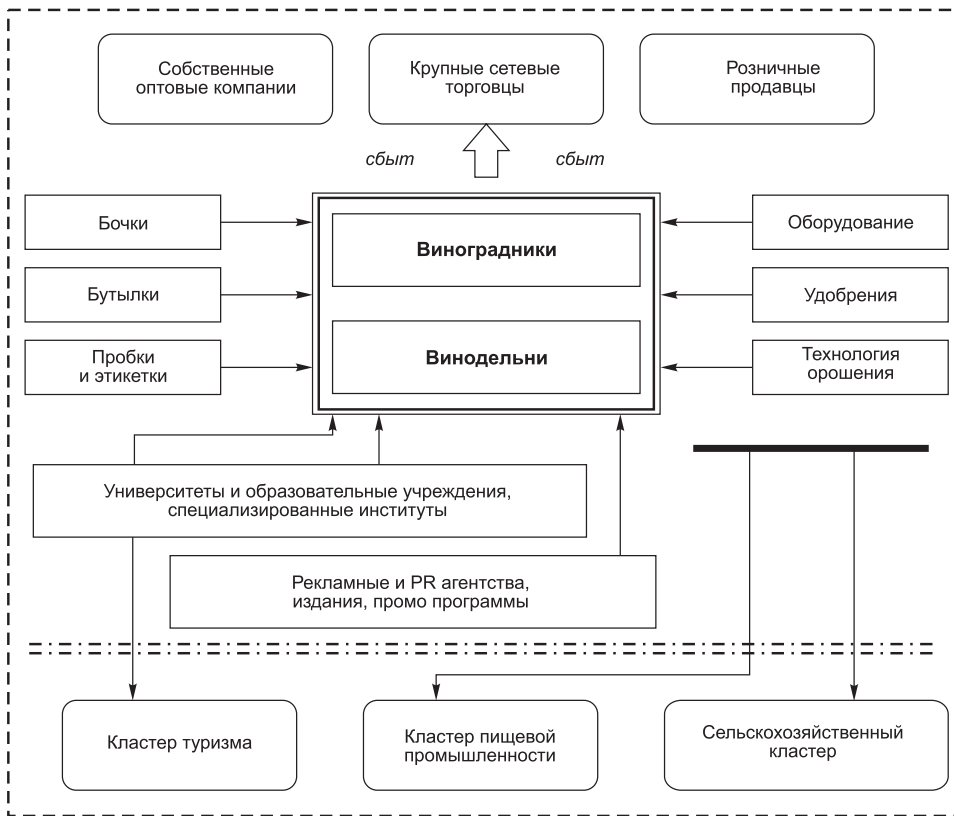 Собственные
оптовые компании
Крупные сетевые
торговцы
Розничные
продавцы
сбыт
сбыт
Бочки
Бутылки
Пробки
и этикетки
Виноградники
Винодельни
Оборудование
Удобрения
Технология
орошения
Университеты и образовательные учреждения,
специализированные институты
Рекламные и PR агентства,
издания, промо программы
Кластер туризма
Кластер пищевой
промышленности
Сельскохозяйственный
кластер